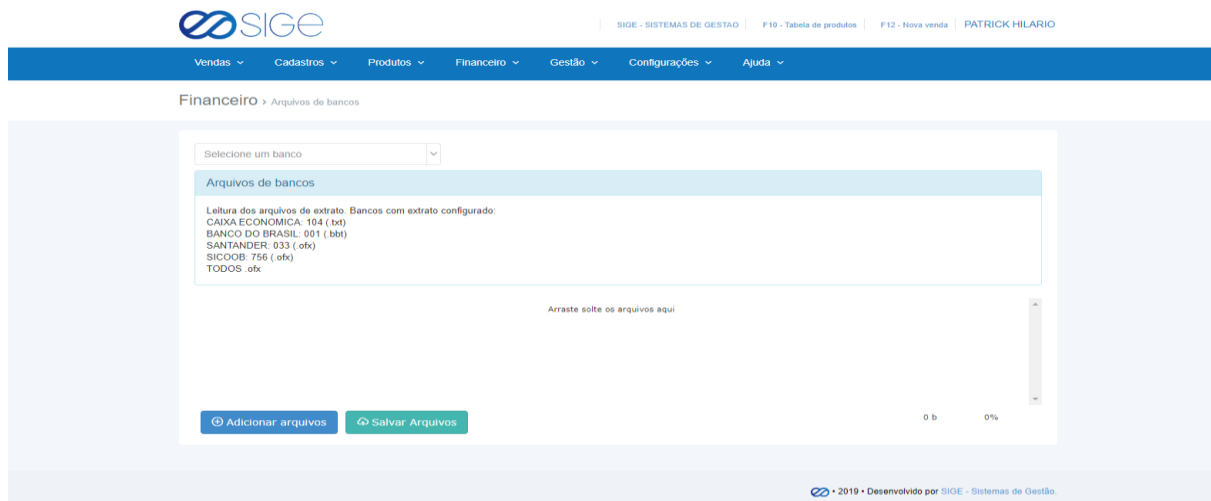 SIGE
SIGE - SISTEMAS DE GESTAO F10 - Tabela de produtos F12 - Nova venda PATRICK HILARIO
Vendas Cadastros Produtos Financeiro Gestão Configurações Ajuda
Financeiro › Arquivos de bancos
Selecione um banco
Arquivos de bancos
Leitura dos arquivos de extrato. Bancos com extrato configurado:
CAIXA ECONOMICA: 104 (.txt)
BANCO DO BRASIL: 001 (.bbt)
SANTANDER: 033 (.ofx)
SICOOB: 756 (.ofx)
TODOS .ofx
Arraste solte os arquivos aqui
Adicionar arquivos Salvar Arquivos 0 b 0%
• 2019 • Desenvolvido por SIGE - Sistemas de Gestão.